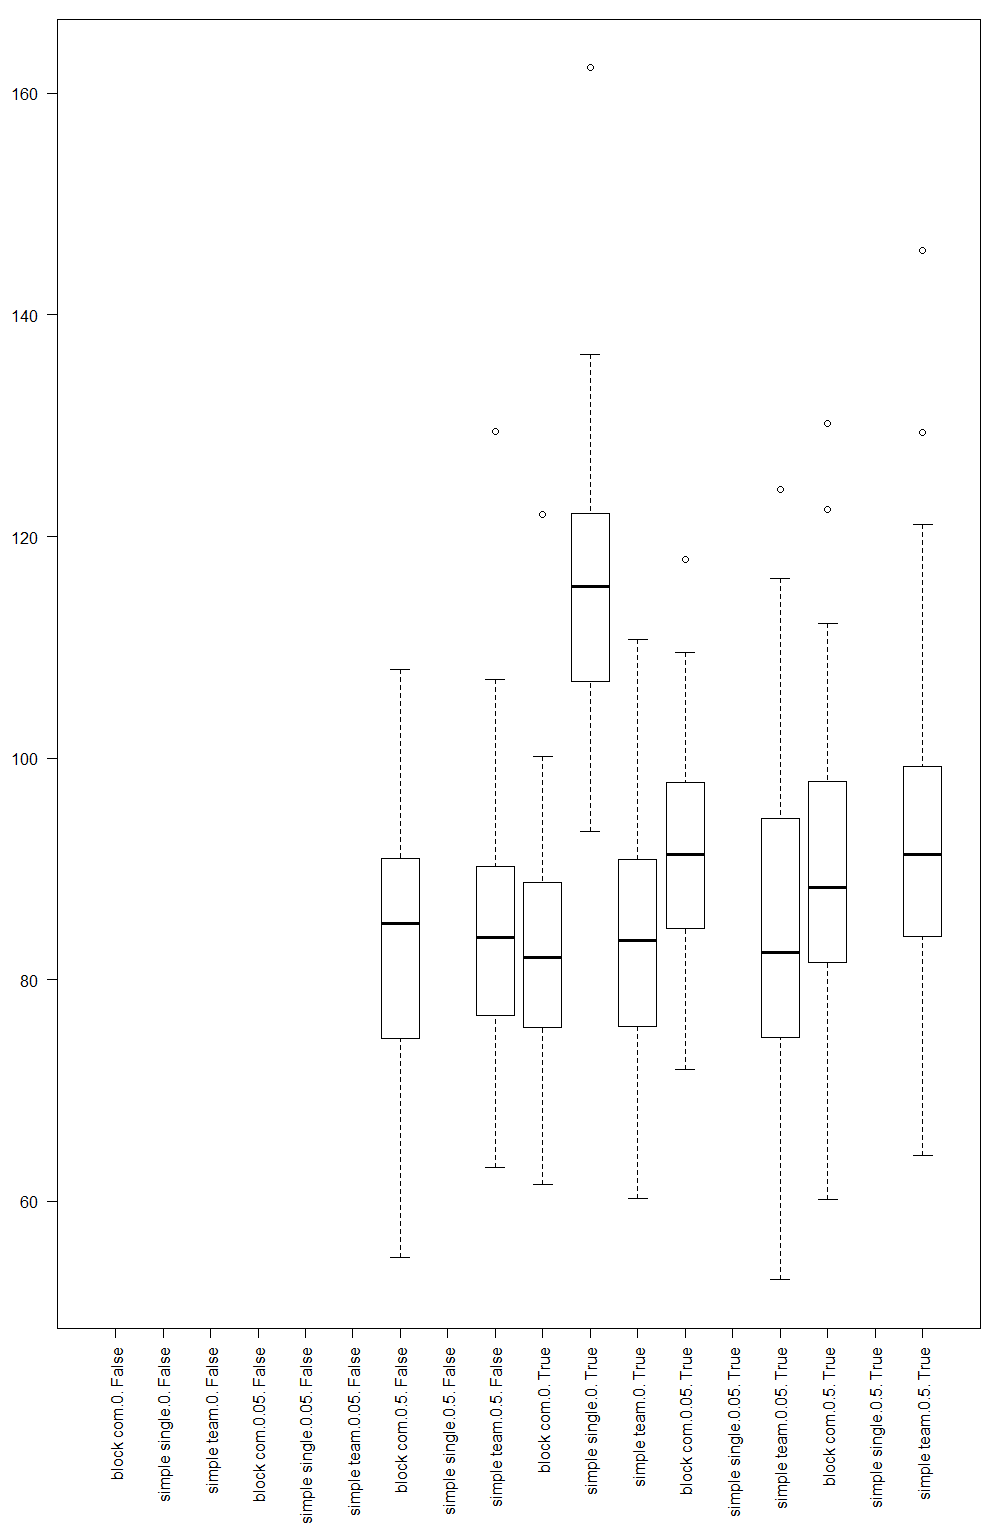 160
140
120
100
80
60
block com.0. False
simple single.0. False
simple team.0. False
block com.0.05. False
simple single.0.05. False
simple team.0.05. False
block com.0.5. False
simple single.0.5. False
simple team.0.5. False
block com.0. True
simple single.0. True
simple team.0. True
block com.0.05. True
simple single.0.05. True
simple team.0.05. True
block com.0.5. True
simple single.0.5. True
simple team.0.5. True